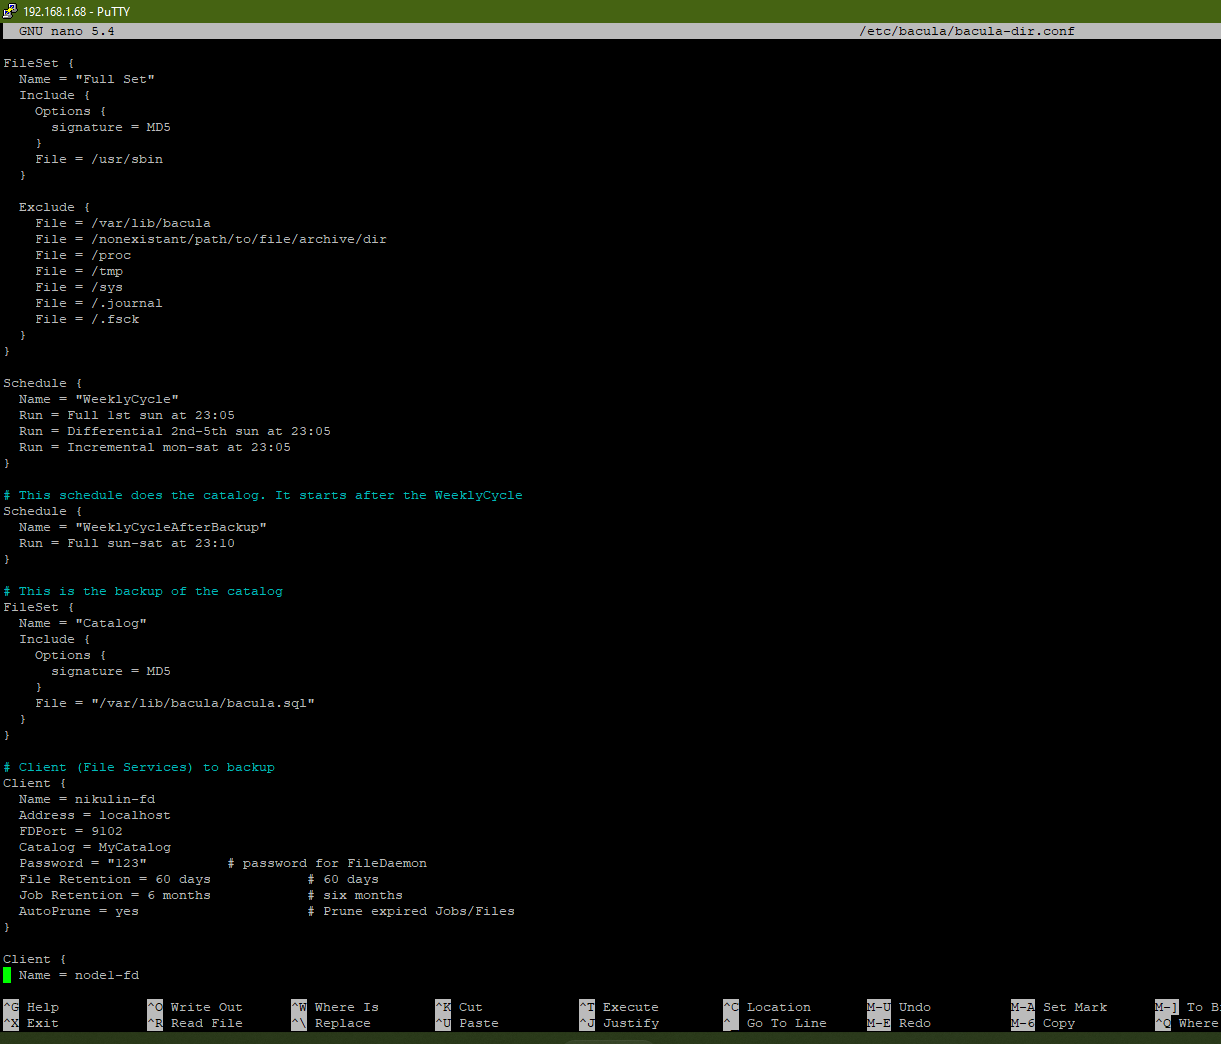 192.168.1.68 - PuTTY
GNU nano 5.4 /etc/bacula/bacula-dir.conf
FileSet {
  Name = "Full Set"
  Include {
    Options {
      signature = MD5
    }
    File = /usr/sbin
  }

  Exclude {
    File = /var/lib/bacula
    File = /nonexistant/path/to/file/archive/dir
    File = /proc
    File = /tmp
    File = /sys
    File = /.journal
    File = /.fsck
  }
}

Schedule {
  Name = "WeeklyCycle"
  Run = Full 1st sun at 23:05
  Run = Differential 2nd-5th sun at 23:05
  Run = Incremental mon-sat at 23:05
}

# This schedule does the catalog. It starts after the WeeklyCycle
Schedule {
  Name = "WeeklyCycleAfterBackup"
  Run = Full sun-sat at 23:10
}

# This is the backup of the catalog
FileSet {
  Name = "Catalog"
  Include {
    Options {
      signature = MD5
    }
    File = "/var/lib/bacula/bacula.sql"
  }
}

# Client (File Services) to backup
Client {
  Name = nikulin-fd
  Address = localhost
  FDPort = 9102
  Catalog = MyCatalog
  Password = "123"          # password for FileDaemon
  File Retention = 60 days            # 60 days
  Job Retention = 6 months            # six months
  AutoPrune = yes                     # Prune expired Jobs/Files
}

Client {
  Name = node1-fd
^G Help ^O Write Out ^W Where Is ^K Cut ^T Execute ^C Location M-U Undo M-A Set Mark M-] To B
^X Exit ^R Read File ^\ Replace ^U Paste ^J Justify ^_ Go To Line M-E Redo M-6 Copy ^Q Where